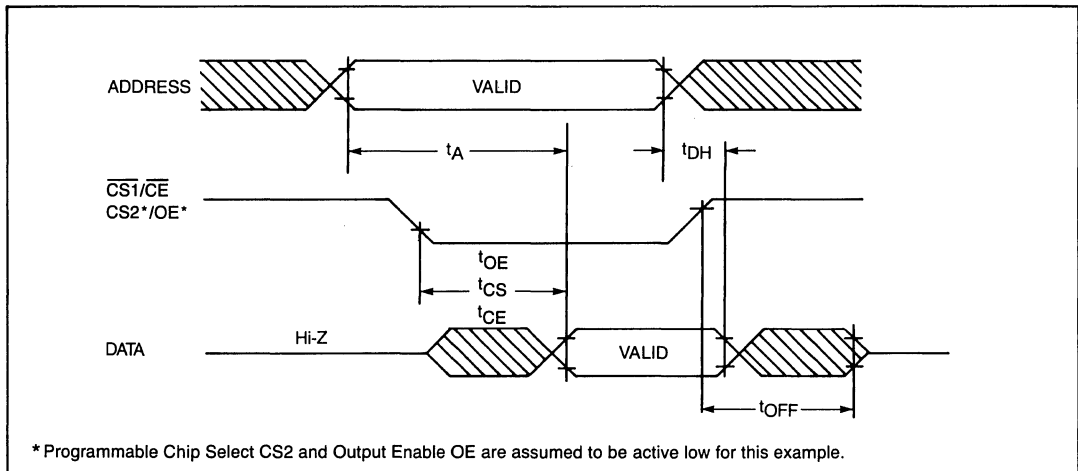 ADDRESS
VALID
tA
tDH
CS1/CE
CS2*/OE*
tOE
tCS
tCE
DATA
Hi-Z
VALID
tOFF
* Programmable Chip Select CS2 and Output Enable OE are assumed to be active low for this example.